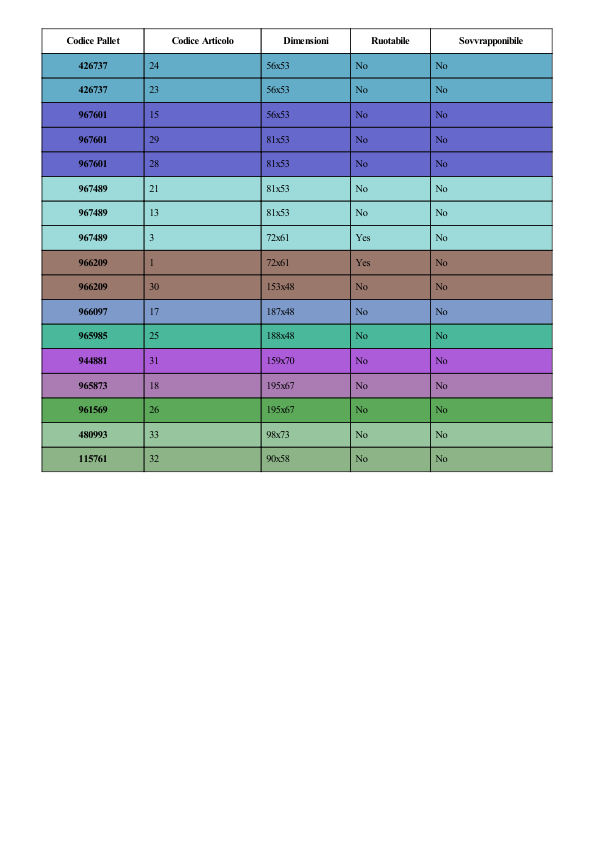 Codice Pallet Codice Articolo Dimensioni Ruotabile Sovvrapponibile
426737 24 56x53 No No
426737 23 56x53 No No
967601 15 56x53 No No
967601 29 81x53 No No
967601 28 81x53 No No
967489 21 81x53 No No
967489 13 81x53 No No
967489 3 72x61 Yes No
966209 1 72x61 Yes No
966209 30 153x48 No No
966097 17 187x48 No No
965985 25 188x48 No No
944881 31 159x70 No No
965873 18 195x67 No No
961569 26 195x67 No No
480993 33 98x73 No No
115761 32 90x58 No No